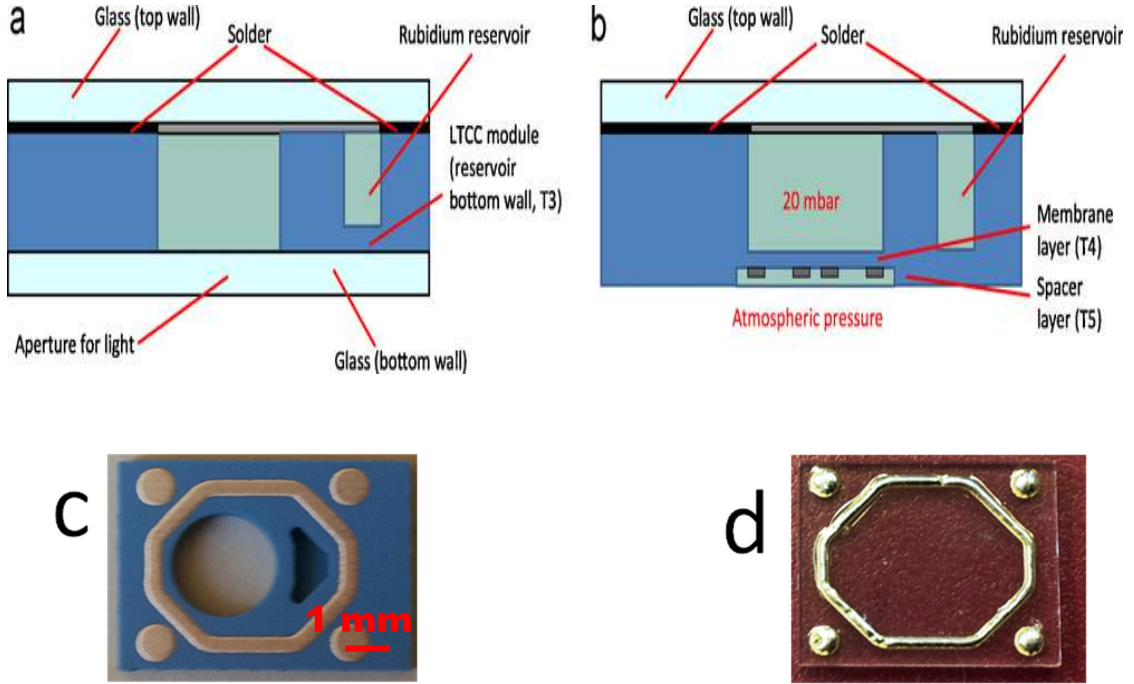 a
Glass (top wall)
Solder
Rubidium reservoir
LTCC module
(reservoir
bottom wall, T3)
Aperture for light
Glass (bottom wall)
b
Glass (top wall)
Solder
Rubidium reservoir
20 mbar
Membrane
layer (T4)
Spacer
layer (T5)
Atmospheric pressure
c
1 mm
d